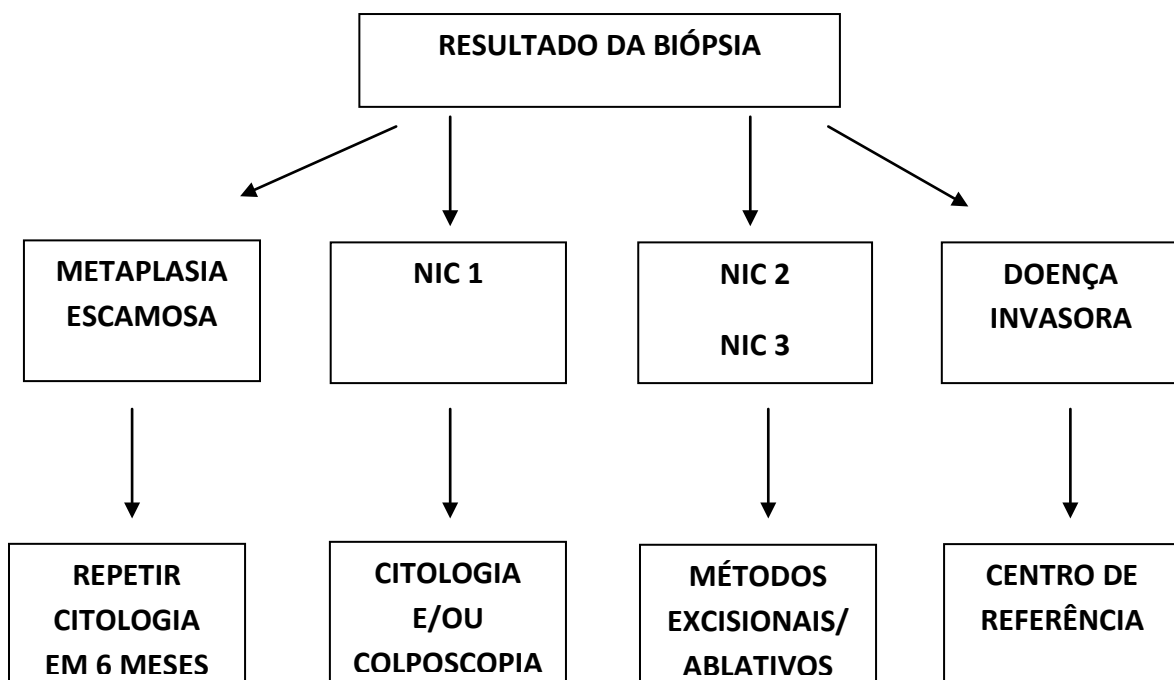 RESULTADO DA BIÓPSIA
METAPLASIA
ESCAMOSA
NIC 1
NIC 2
NIC 3
DOENÇA
INVASORA
REPETIR
CITOLOGIA
EM 6 MESES
CITOLOGIA
E/OU
COLPOSCOPIA
MÉTODOS
EXCISIONAIS/
ABLATIVOS
CENTRO DE
REFERÊNCIA